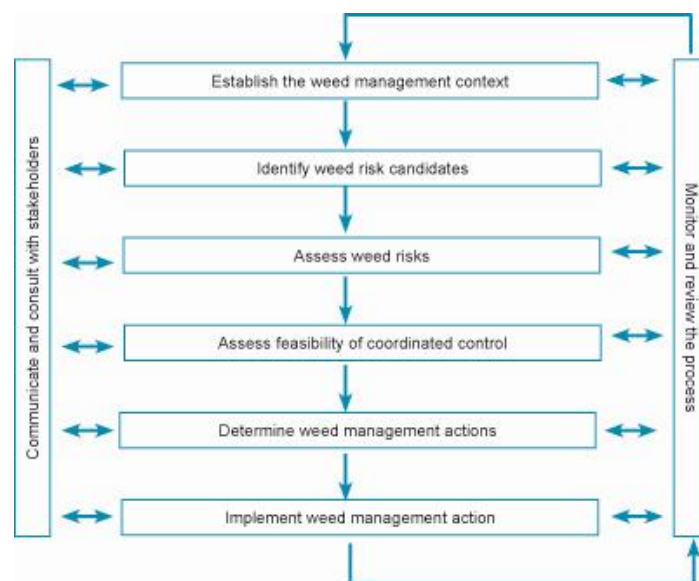 Establish the weed management context
Identify weed risk candidates
Assess weed risks
Assess feasibility of coordinated control
Determine weed management actions
Implement weed management action
Communicate and consult with stakeholders
Monitor and review the process